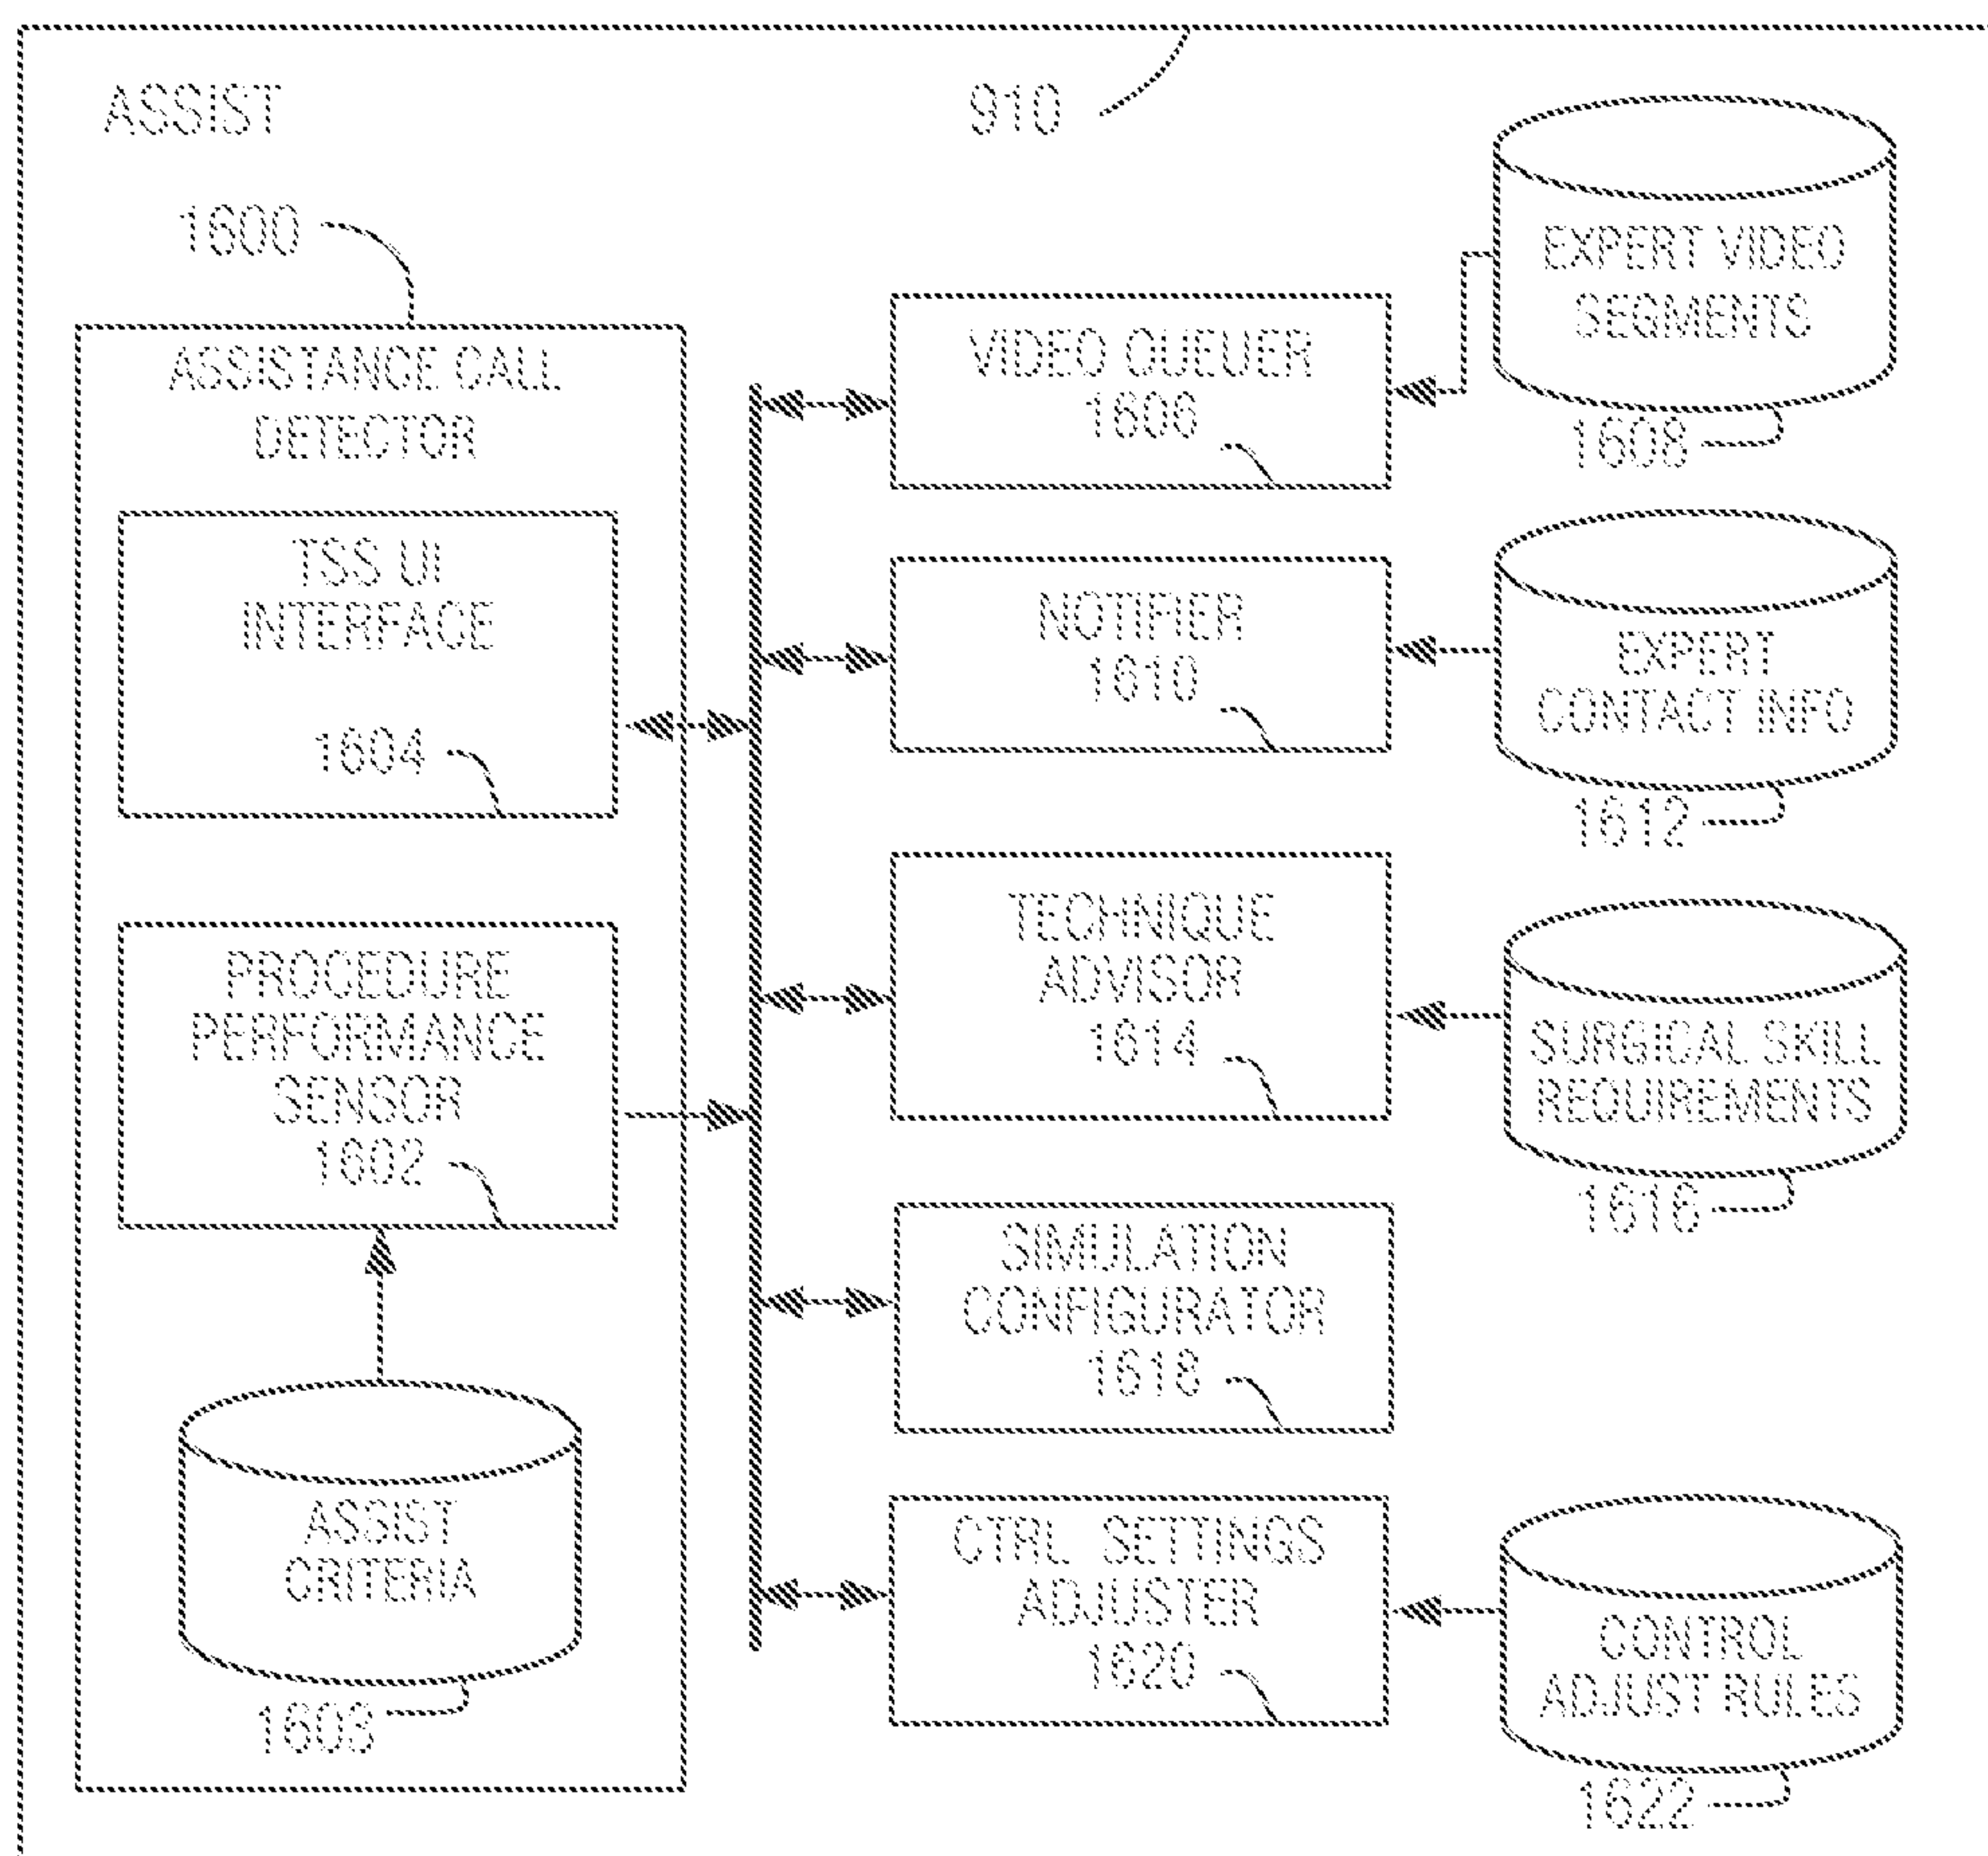 ASSIST
910
1600
ASSISTANCE CALL
DETECTOR
TSS UI
INTERFACE
1604
PROCEDURE
PERFORMANCE
SENSOR
1602
ASSIST
CRITERIA
1603
VIDEO QUEUER
1606
EXPERT VIDEO
SEGMENTS
1608
NOTIFIER
1610
EXPERT
CONTACT INFO
1612
TECHNIQUE
ADVISOR
1614
SURGICAL SKILL
REQUIREMENTS
1616
SIMULATION
CONFIGURATOR
1618
CTRL SETTINGS
ADJUSTER
1620
CONTROL
ADJUST RULES
1622